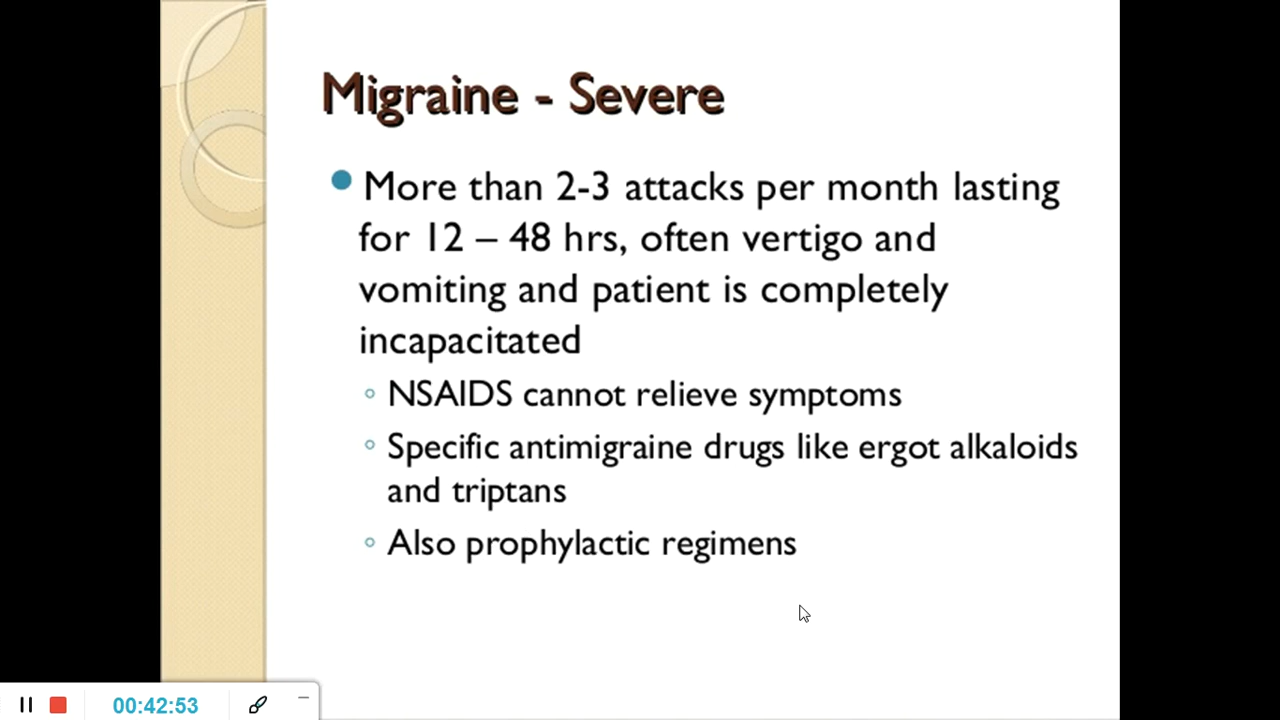 Migraine - Severe
More than 2-3 attacks per month lasting
for 12 – 48 hrs, often vertigo and
vomiting and patient is completely
incapacitated
NSAIDS cannot relieve symptoms
Specific antimigraine drugs like ergot alkaloids
and triptans
Also prophylactic regimens
00:42:53